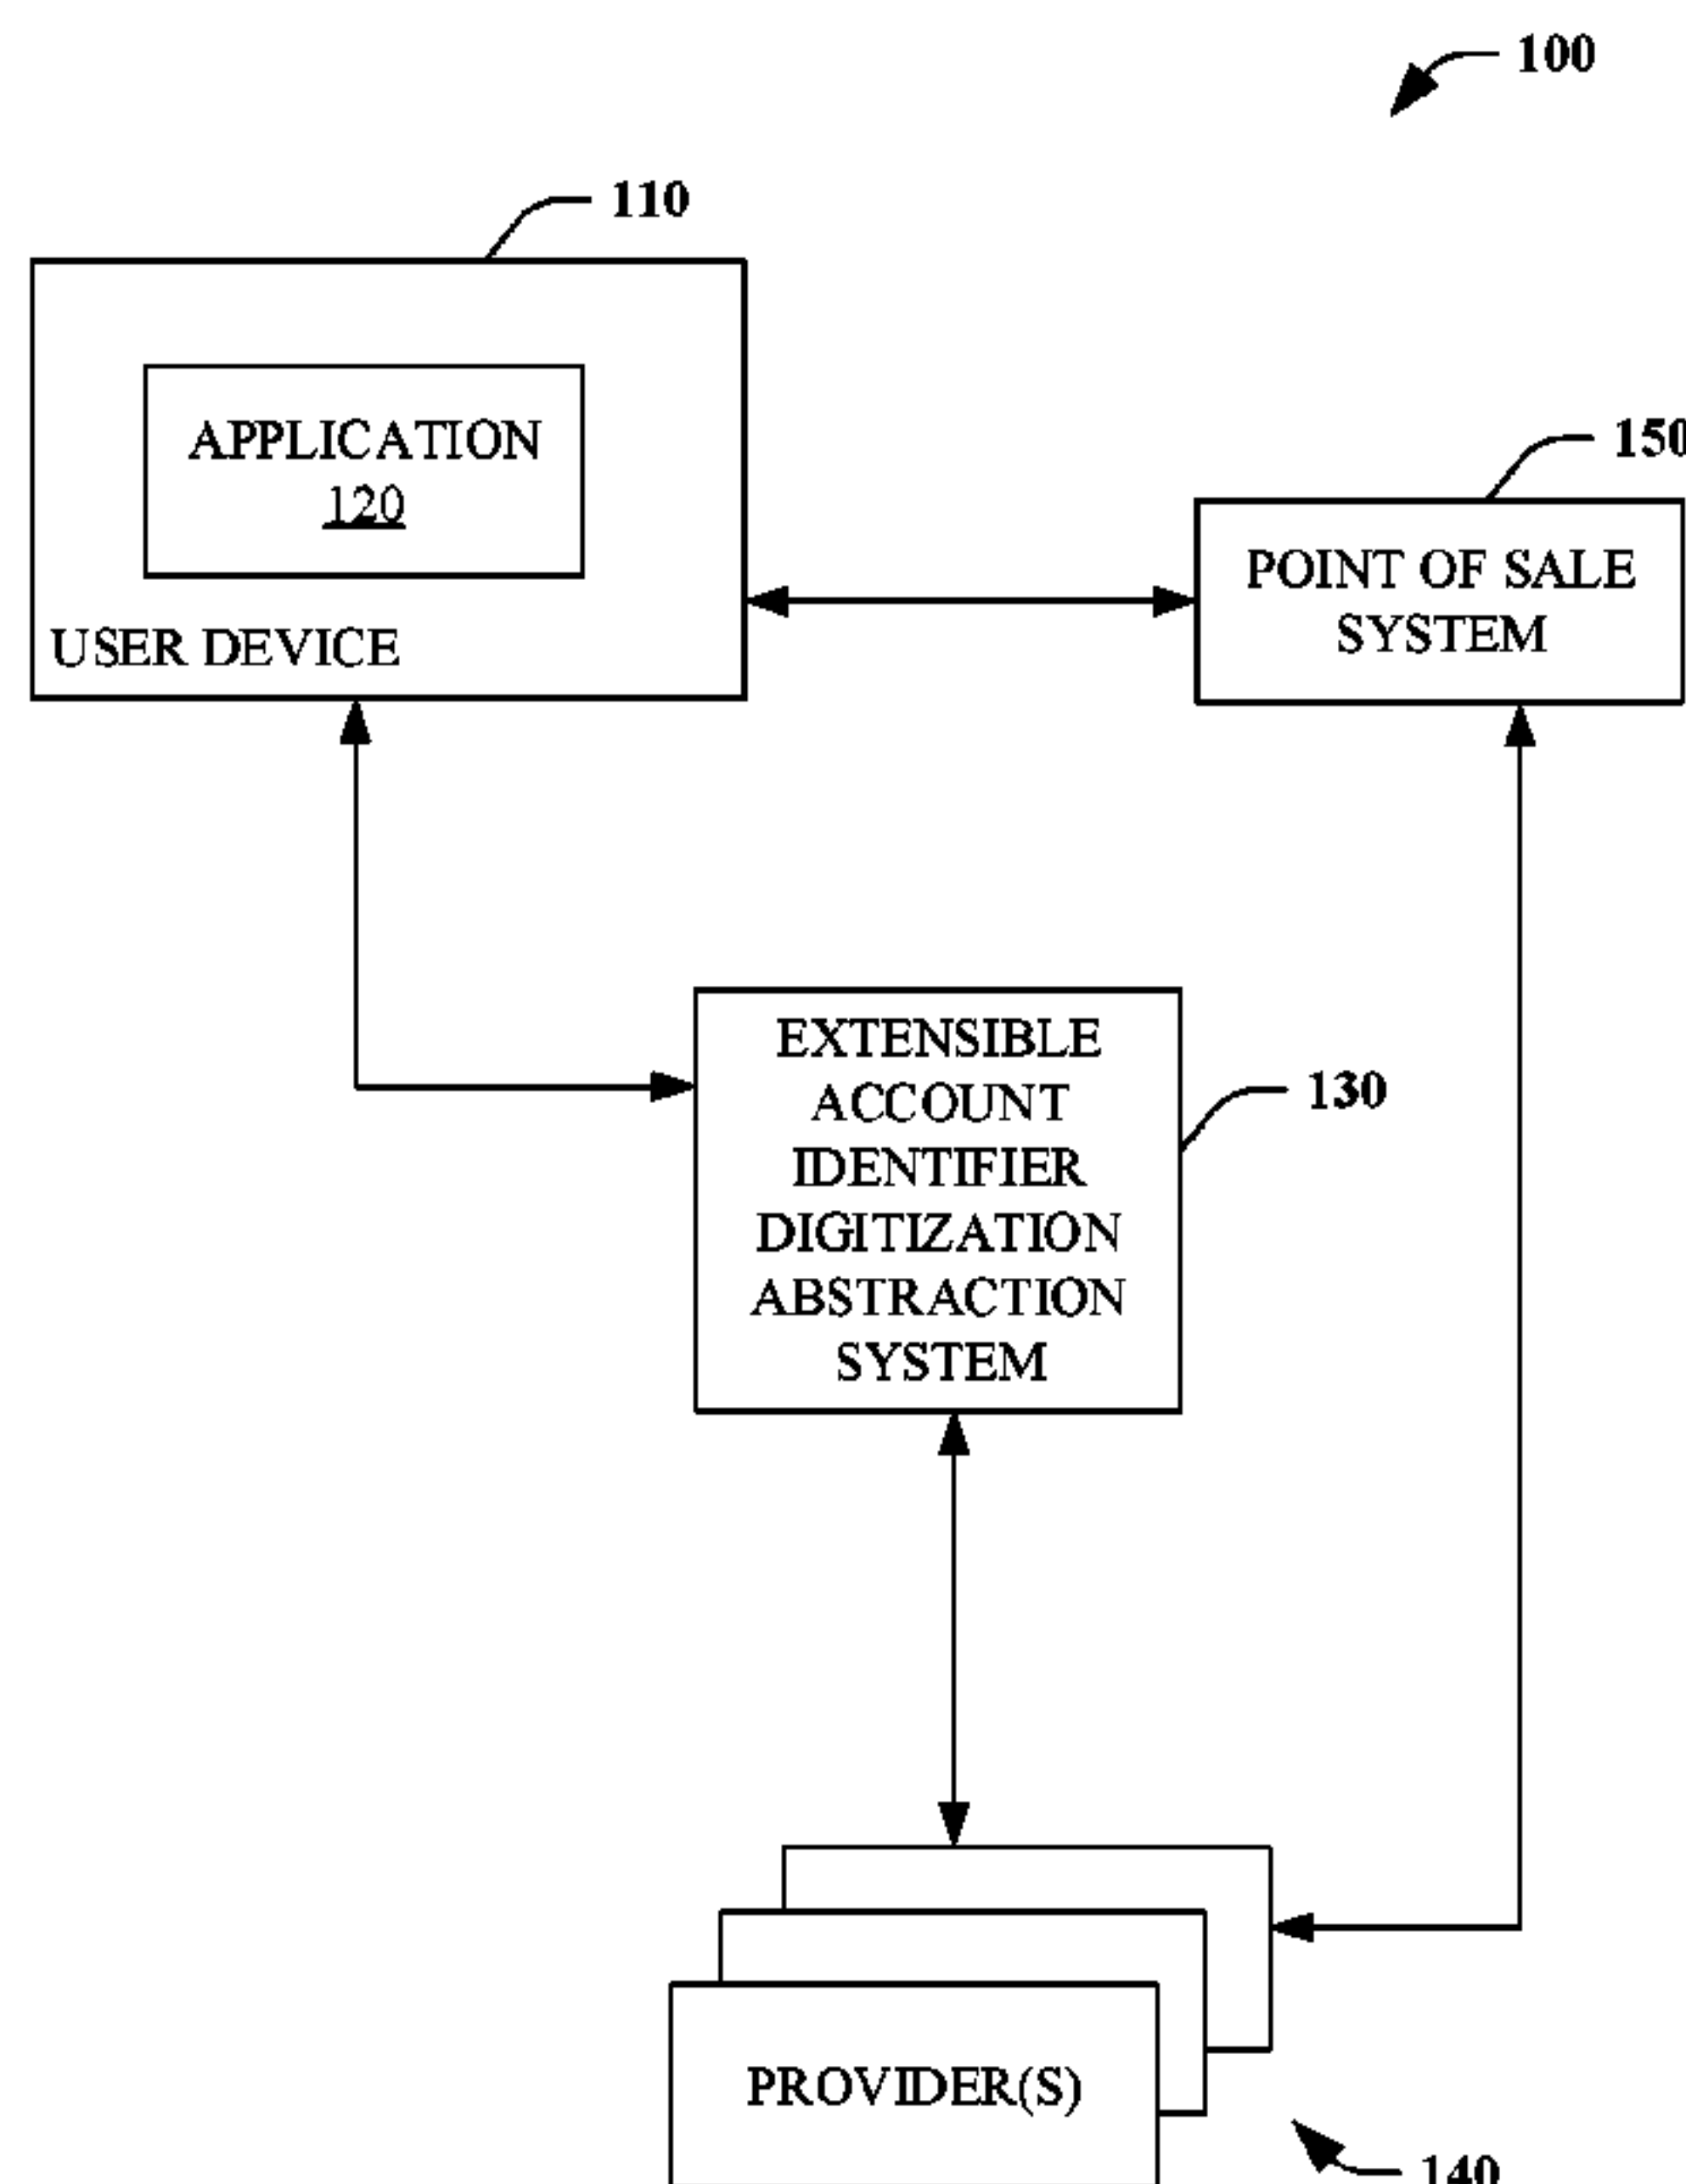 100
110
APPLICATION
120
USER DEVICE
150
POINT OF SALE
SYSTEM
EXTENSIBLE
ACCOUNT
IDENTIFIER
DIGITIZATION
ABSTRACTION
SYSTEM
130
PROVIDER(S)
140